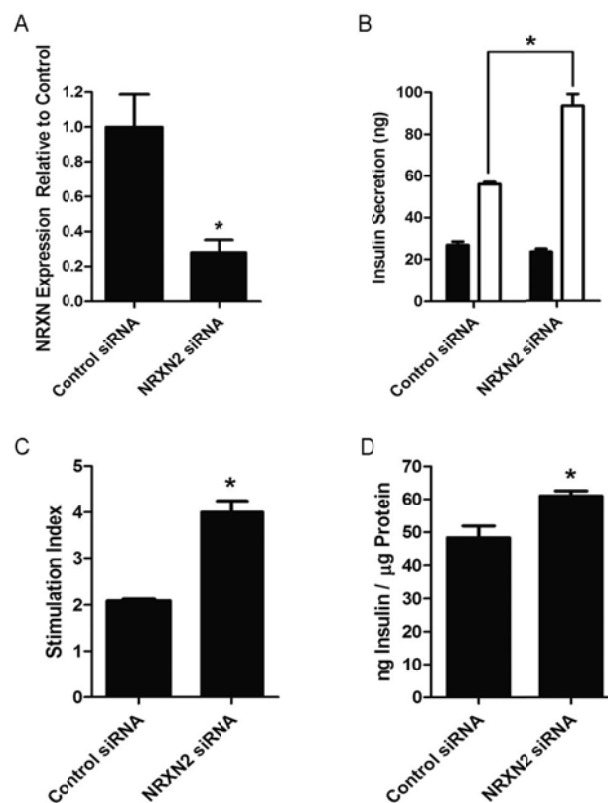 A
NRXN Expression Relative to Control
1.2
1.0
0.8
0.6
0.4
0.2
0.0
*
Control siRNA
NRXN2 siRNA
B
Insulin Secretion (ng)
100
80
60
40
20
0
*
Control siRNA
NRXN2 siRNA
C
Stimulation Index
5
4
3
2
1
0
*
Control siRNA
NRXN2 siRNA
D
ng Insulin / μg Protein
70
60
50
40
30
20
10
0
*
Control siRNA
NRXN2 siRNA